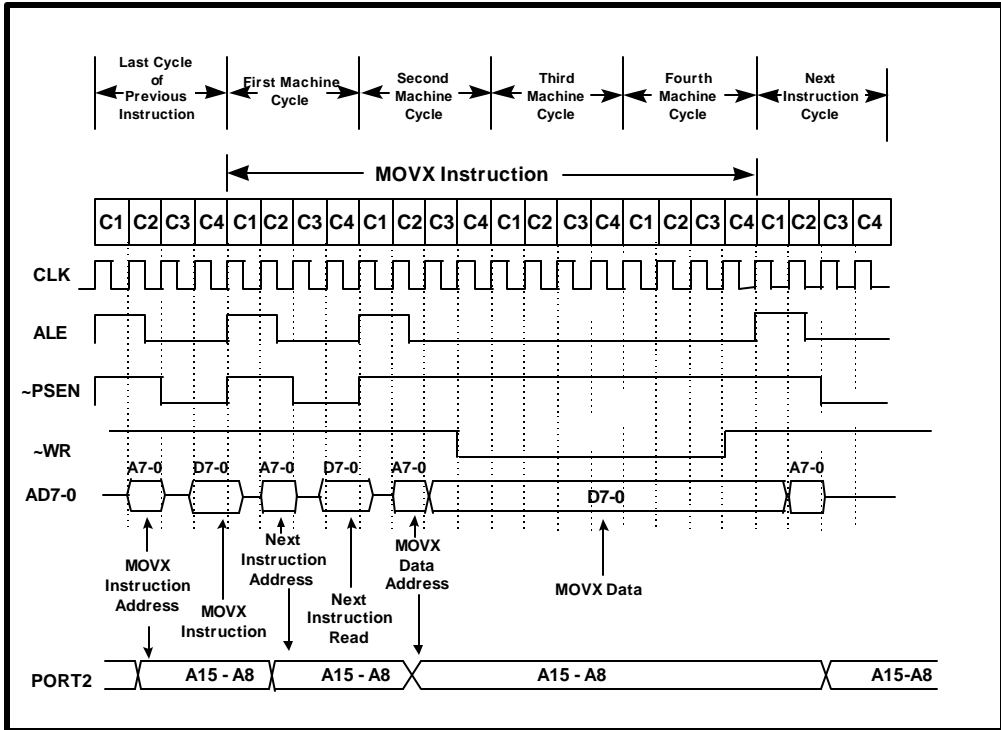 Last Cycle
of
Previous
Instruction
First Machine
Cycle
Second
Machine
Cycle
Third
Machine
Cycle
Fourth
Machine
Cycle
Next
Instruction
Cycle
MOVX Instruction
C1 C2 C3 C4 C1 C2 C3 C4 C1 C2 C3 C4 C1 C2 C3 C4 C1 C2 C3 C4 C1 C2 C3 C4
CLK
ALE
~PSEN
~WR
A7-0 D7-0 A7-0 D7-0 A7-0 A7-0
AD7-0
D7-0
MOVX
Instruction
Address
MOVX
Instruction
Next
Instruction
Address
Next
Instruction
Read
MOVX
Data
Address
MOVX Data
PORT2
A15 - A8 A15 - A8 A15 - A8 A15-A8